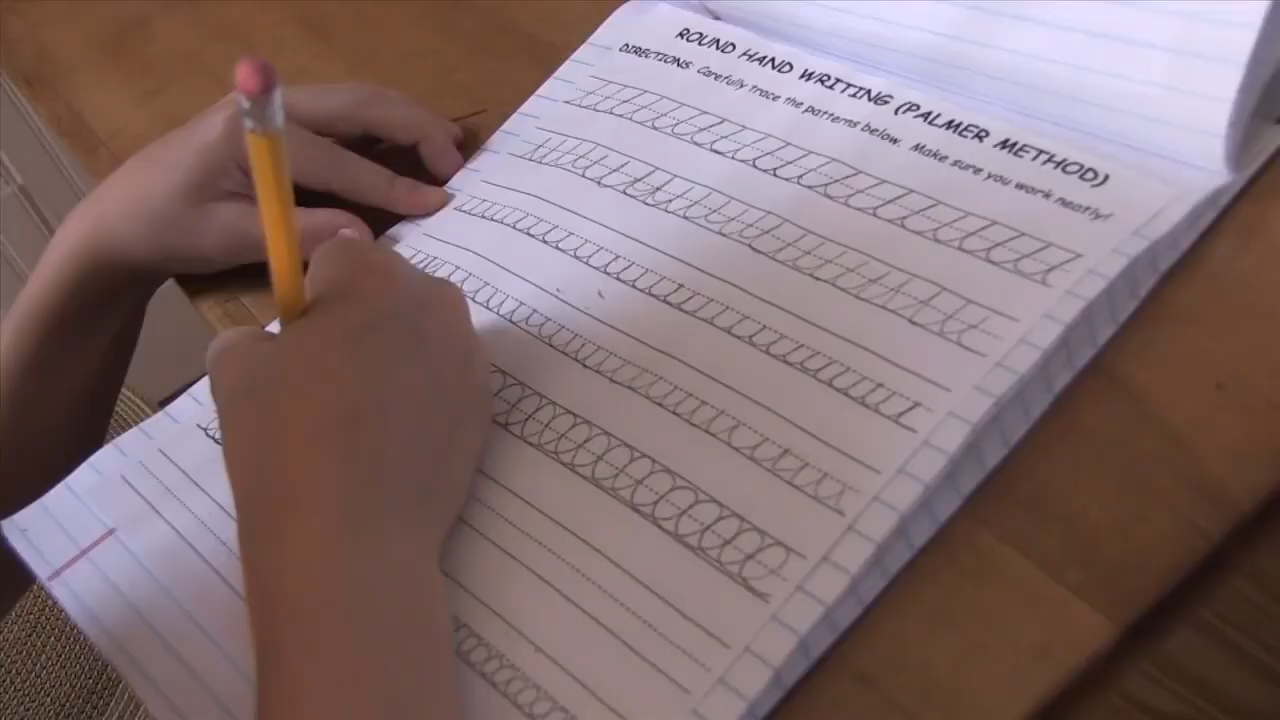 ROUND HAND WRITING (PALMER METHOD)
DIRECTIONS: Carefully trace the patterns below. Make sure you work neatly!